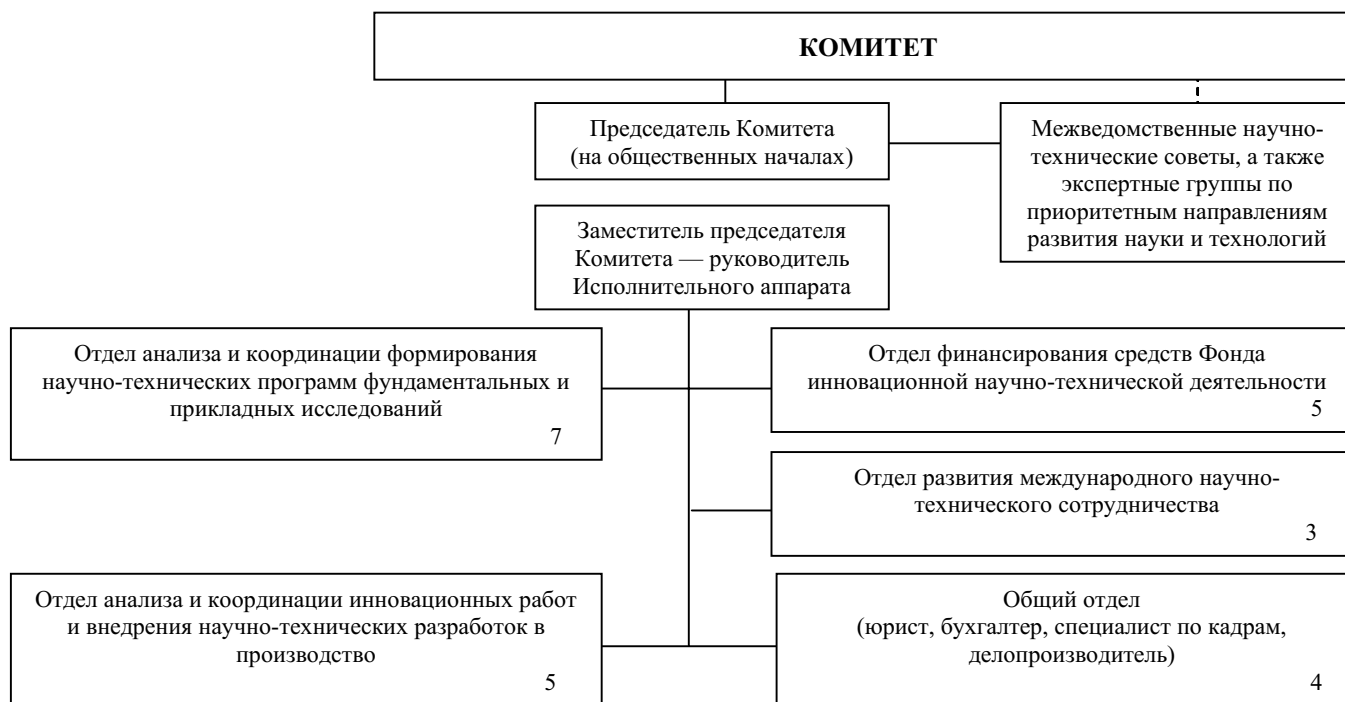 КОМИТЕТ
Председатель Комитета
(на общественных началах)
Межведомственные научно-
технические советы, а также
экспертные группы по
приоритетным направлениям
развития науки и технологий
Заместитель председателя
Комитета — руководитель
Исполнительного аппарата
Отдел анализа и координации формирования
научно-технических программ фундаментальных и
прикладных исследований
7
Отдел финансирования средств Фонда
инновационной научно-технической деятельности
5
Отдел развития международного научно-
технического сотрудничества
3
Отдел анализа и координации инновационных работ
и внедрения научно-технических разработок в
производство
5
Общий отдел
(юрист, бухгалтер, специалист по кадрам,
делопроизводитель)
4